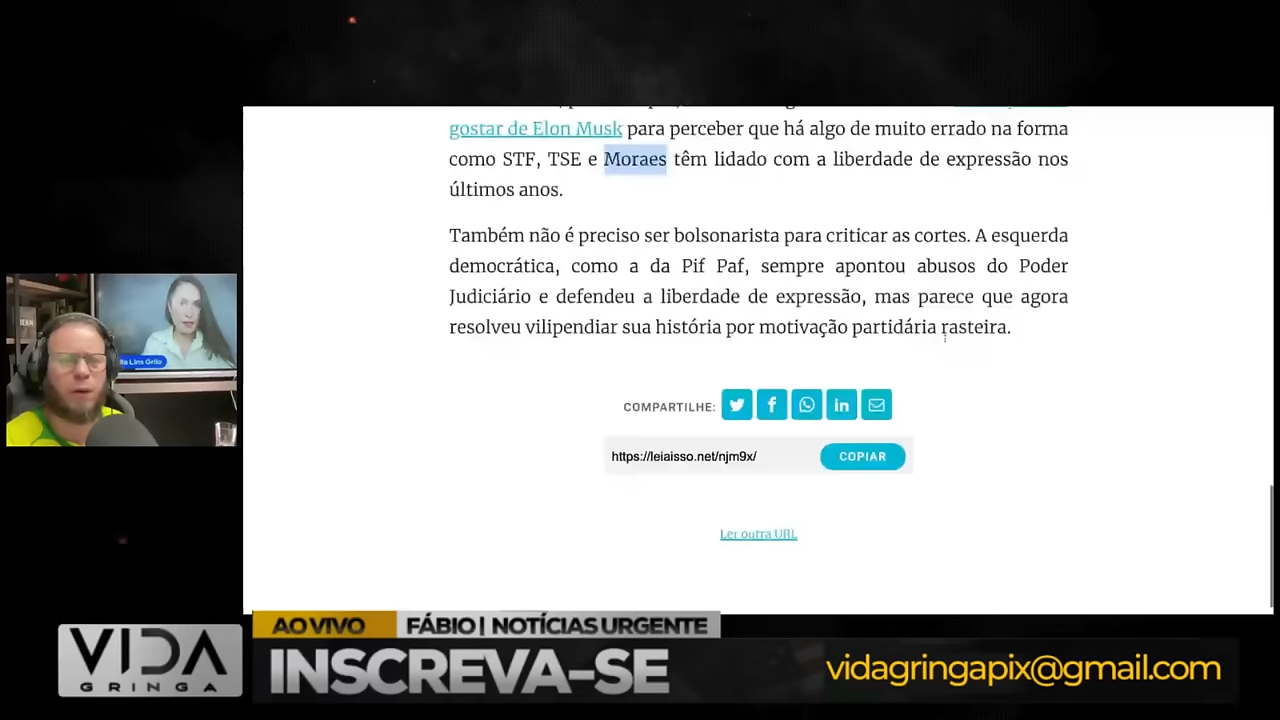 gostar de Elon Musk para perceber que há algo de muito errado na forma
como STF, TSE e Moraes têm lidado com a liberdade de expressão nos
últimos anos.
Também não é preciso ser bolsonarista para criticar as cortes. A esquerda
democrática, como a da Pif Paf, sempre apontou abusos do Poder
Judiciário e defendeu a liberdade de expressão, mas parece que agora
resolveu vilipendiar sua história por motivação partidária rasteira.
COMPARTILHE:
https://leiaisso.net/njm9x/
COPIAR
Ler outra URL
Lins Grilo
AO VIVO
FÁBIO | NOTÍCIAS URGENTE
VIDA
GRINGA
INSCREVA-SE
vidagringapix@gmail.com